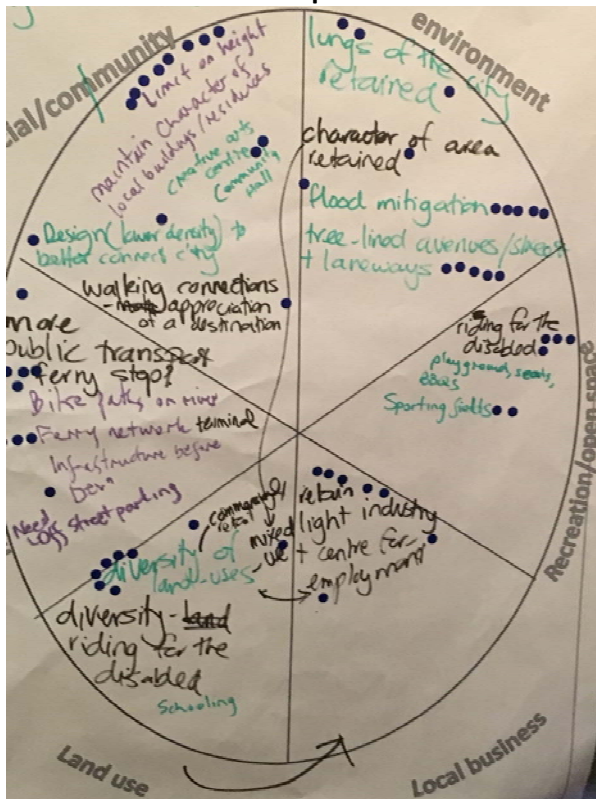 cial/community
Limit on height
maintain character of
local buildings/residences
creative arts
centre
Community
Hall
Design (lower density) to
better connect city
environment
lungs of the city
retained
character of area
retained
flood mitigation
tree-lined avenues/streets
+ laneways
walking connections
- appreciation
of a destination
more
public transport
ferry stop?
Bike paths on river
Ferry network terminal
Infrastructure before
Dev'n
Need
street parking
riding for the
disabled
playgrounds, seats,
BBQs
Sporting fields
Recreation/open space
commercial/
retail
diversity of
land-uses
mixed
use
retain
light industry
+ centre for
employment
diversity - land
riding for the
disabled
Schooling
Land use
Local business